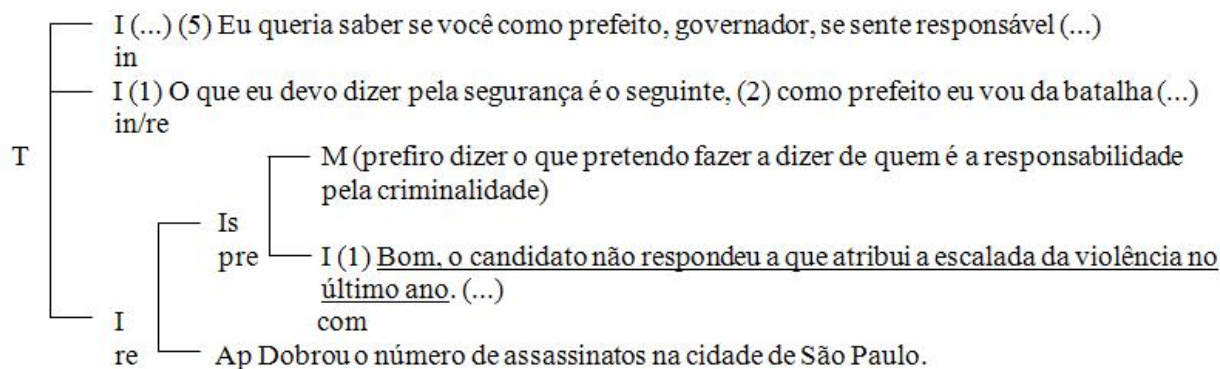 I (...) (5) Eu queria saber se você como prefeito, governador, se sente responsável (...)
in
I (1) O que eu devo dizer pela segurança é o seguinte, (2) como prefeito eu vou da batalha (...)
in/re
T
M (prefiro dizer o que pretendo fazer a dizer de quem é a responsabilidade
pela criminalidade)
Is
pre
I (1) Bom, o candidato não respondeu a que atribui a escalada da violência no
último ano. (...)
com
I
re
Ap Dobrou o número de assassinatos na cidade de São Paulo.